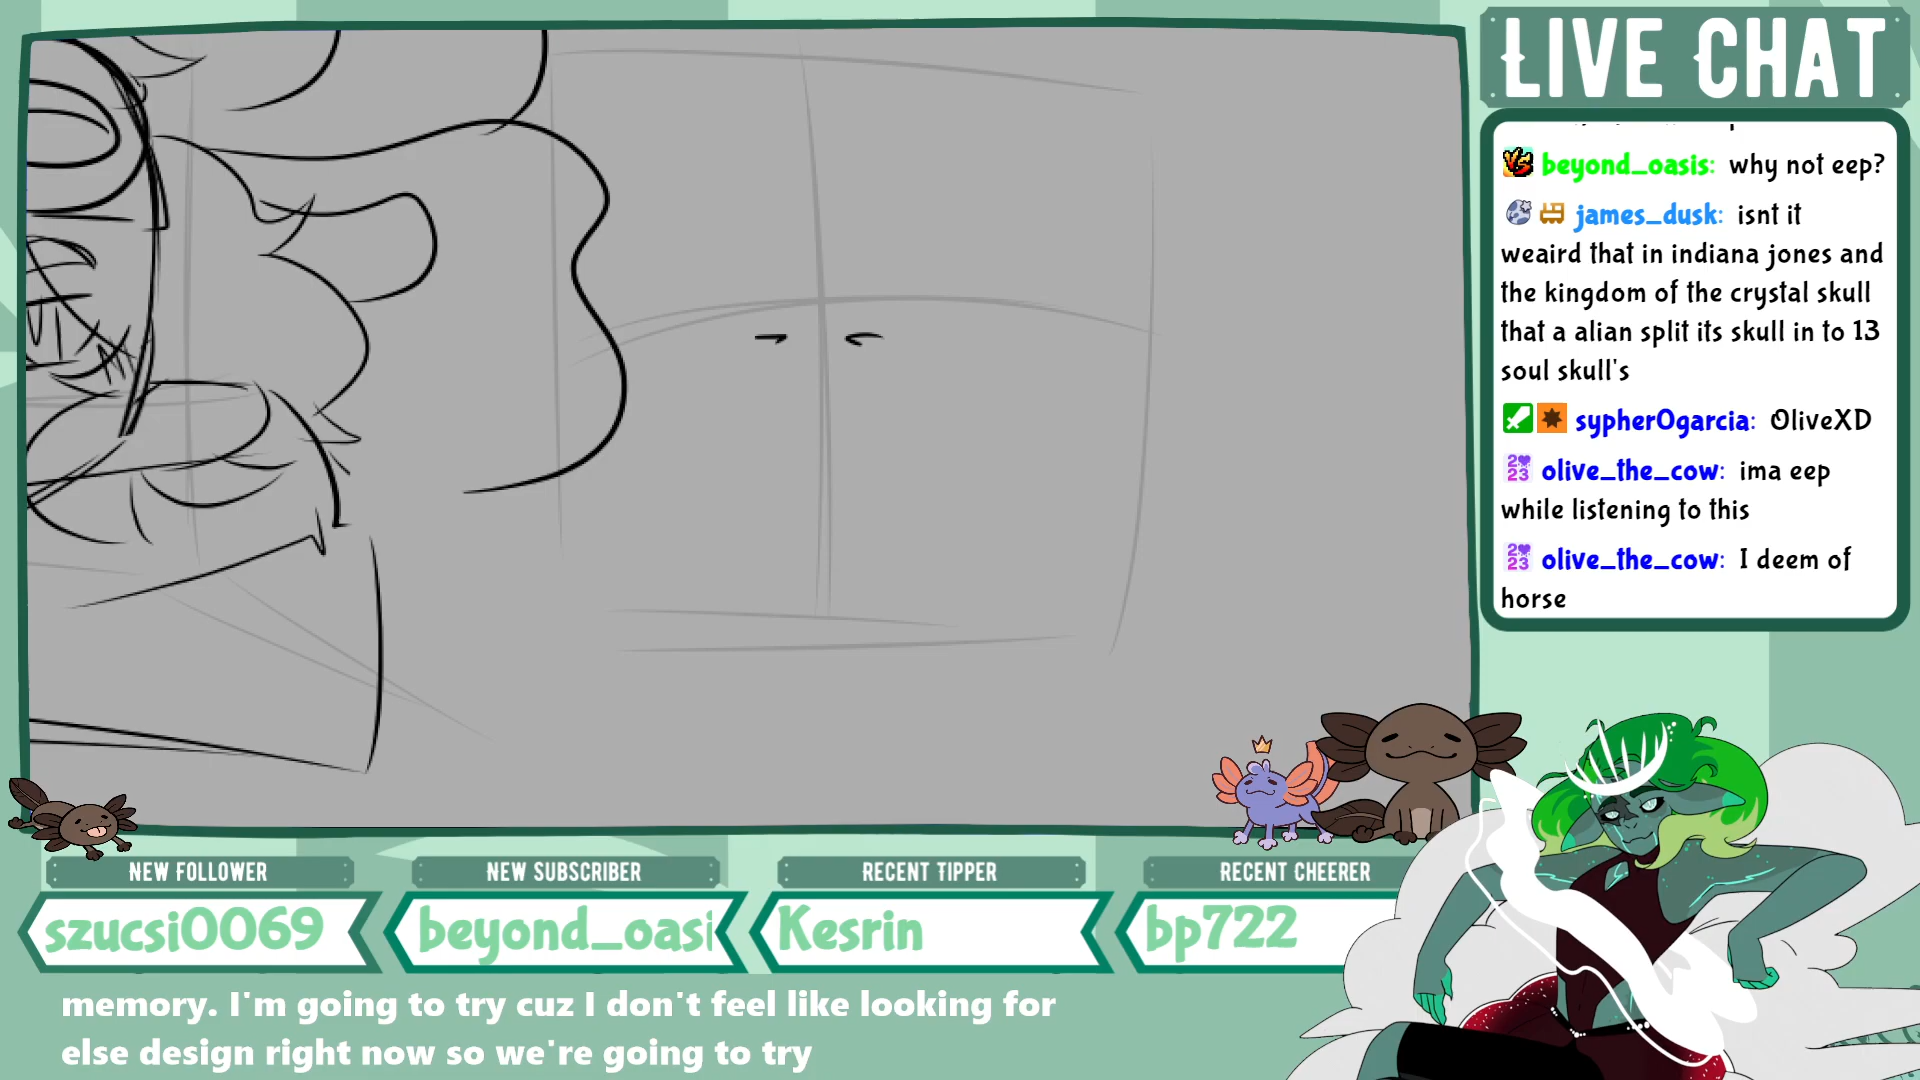 LIVE CHAT
beyond_oasis: why not eep?
james_dusk: isnt it
weaird that in indiana jones and
the kingdom of the crystal skull
that a alian split its skull in to 13
soul skull's
sypher0garcia: OliveXD
olive_the_cow: ima eep
while listening to this
olive_the_cow: I deem of
horse
NEW FOLLOWER
szucsi0069
NEW SUBSCRIBER
beyond_oasi
RECENT TIPPER
Kesrin
RECENT CHEERER
bp722
memory. I'm going to try cuz I don't feel like looking for
else design right now so we're going to try